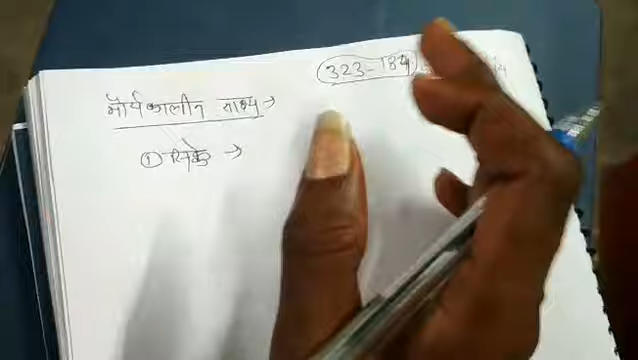 मौर्यकालीन साक्ष्य →
323-184
① सिक्के →